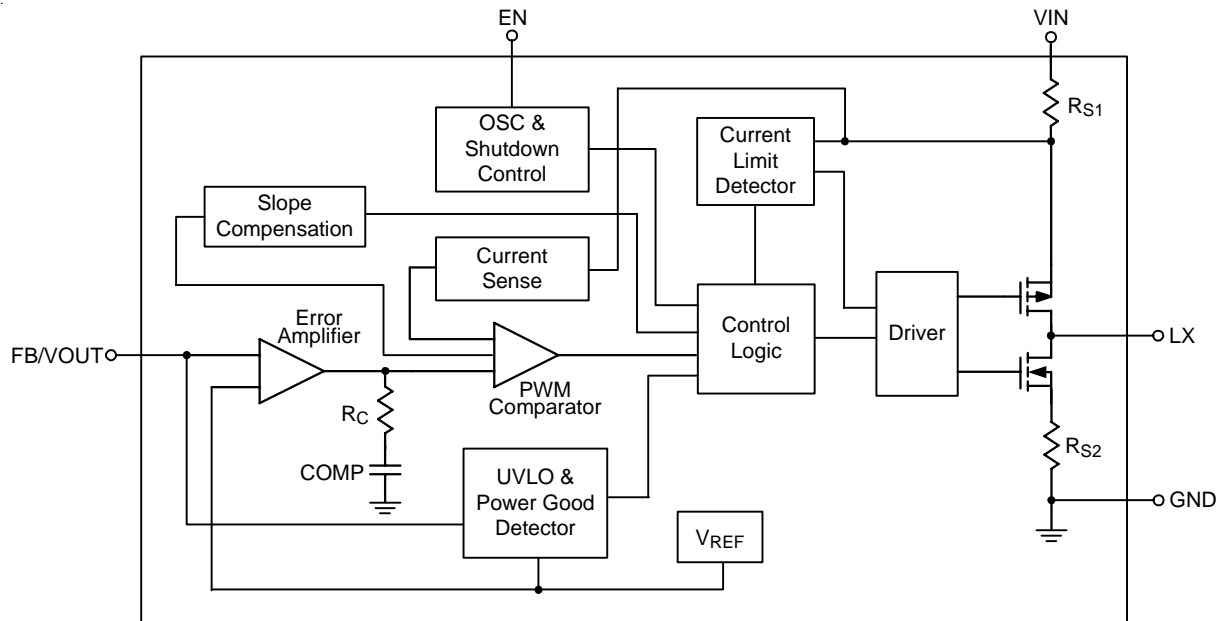 EN
VIN
OSC &
Shutdown
Control
Current
Limit
Detector
RS1
Slope
Compensation
Current
Sense
Error
Amplifier
FB/VOUT
PWM
Comparator
Control
Logic
Driver
LX
RC
COMP
UVLO &
Power Good
Detector
VREF
RS2
GND